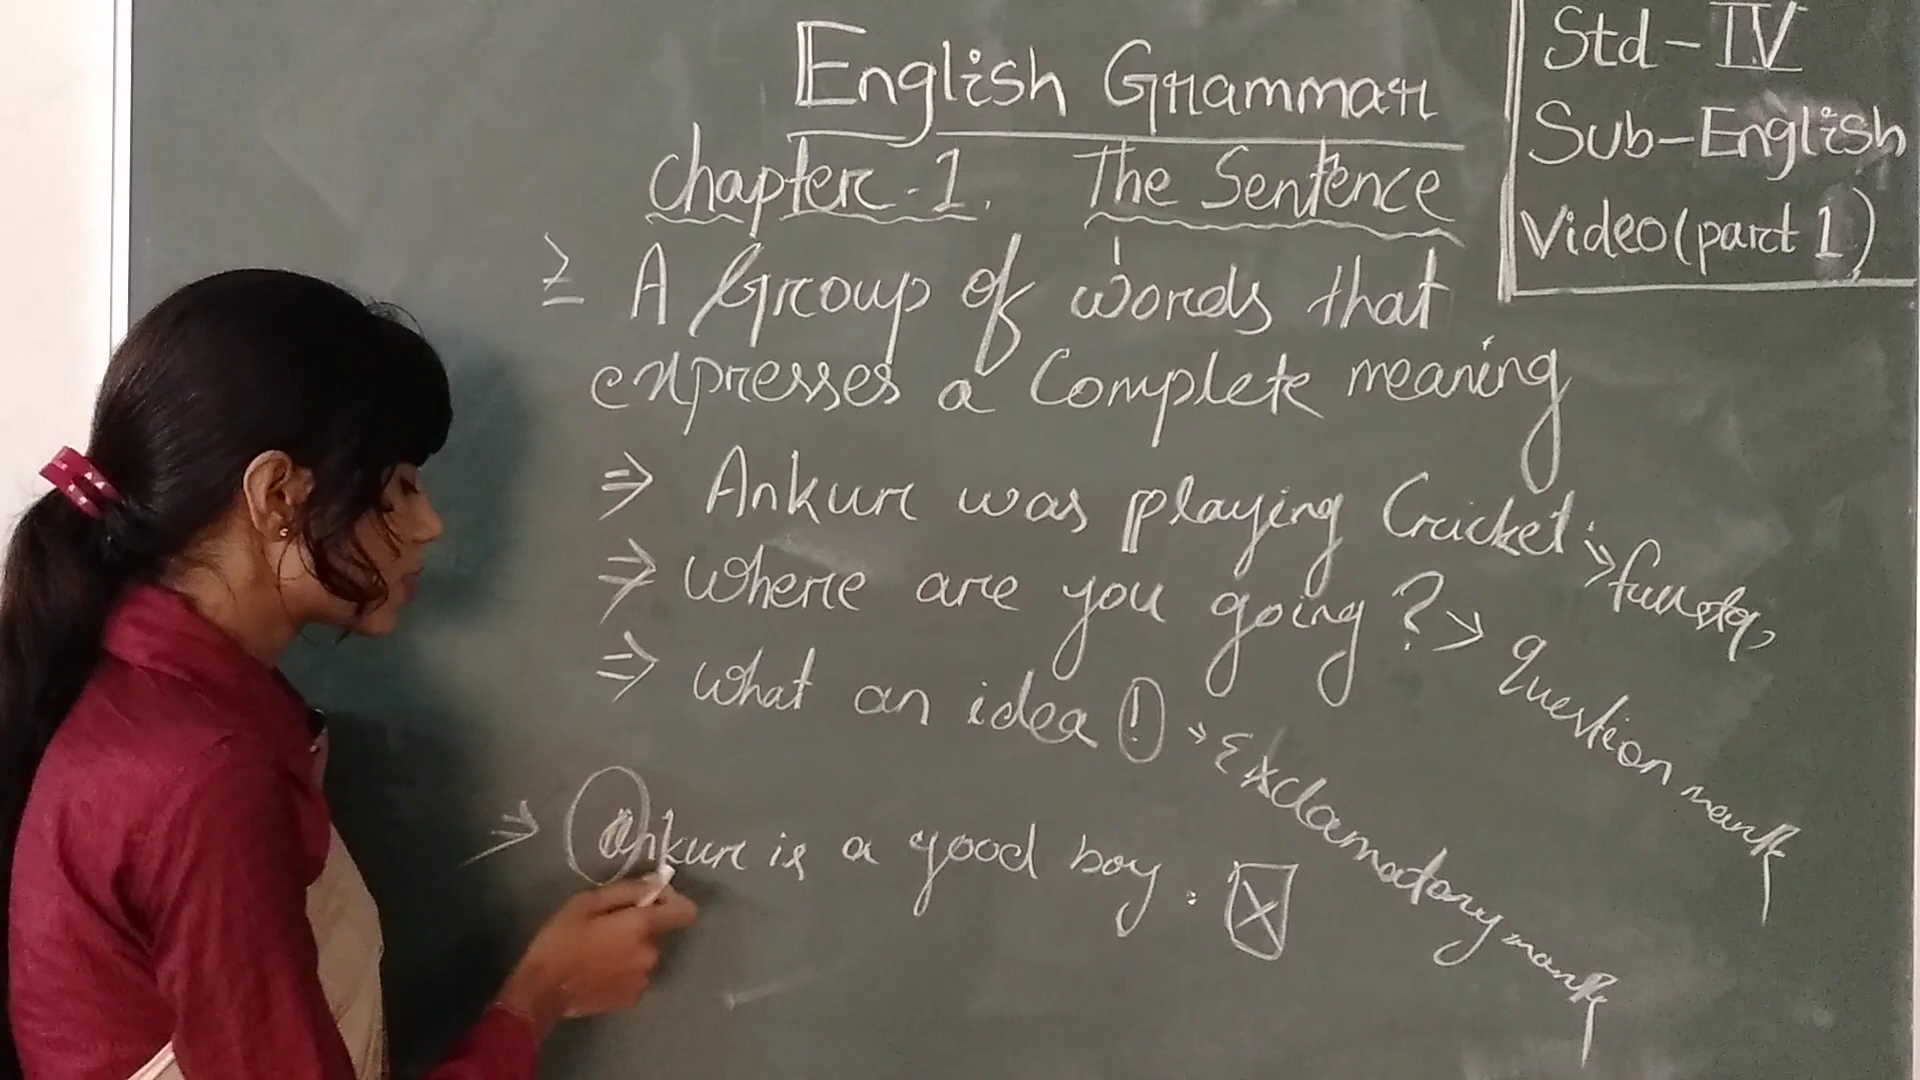 English Grammar
Chapter-1. The Sentence
Std-IV
Sub-English
Video (part 1)
A Group of words that
expresses a Complete meaning
⇒ Ankur was playing Cricket. → fullstop
⇒ Where are you going ? → Question mark
⇒ What an idea ! → Exclamatory mark
⇒ ankur is a good boy.